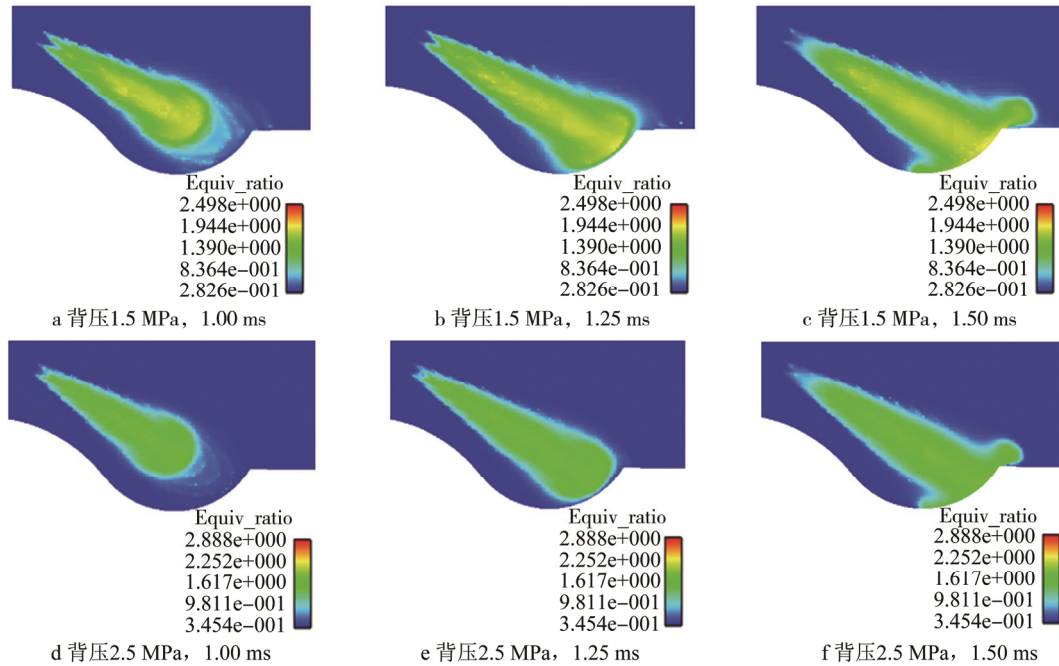 Equiv_ratio
2.498e+000
1.944e+000
1.390e+000
8.364e-001
2.826e-001
a 背压1.5 MPa，1.00 ms
Equiv_ratio
2.498e+000
1.944e+000
1.390e+000
8.364e-001
2.826e-001
b 背压1.5 MPa，1.25 ms
Equiv_ratio
2.498e+000
1.944e+000
1.390e+000
8.364e-001
2.826e-001
c 背压1.5 MPa，1.50 ms
Equiv_ratio
2.888e+000
2.252e+000
1.617e+000
9.811e-001
3.454e-001
d 背压2.5 MPa，1.00 ms
Equiv_ratio
2.888e+000
2.252e+000
1.617e+000
9.811e-001
3.454e-001
e 背压2.5 MPa，1.25 ms
Equiv_ratio
2.888e+000
2.252e+000
1.617e+000
9.811e-001
3.454e-001
f 背压2.5 MPa，1.50 ms